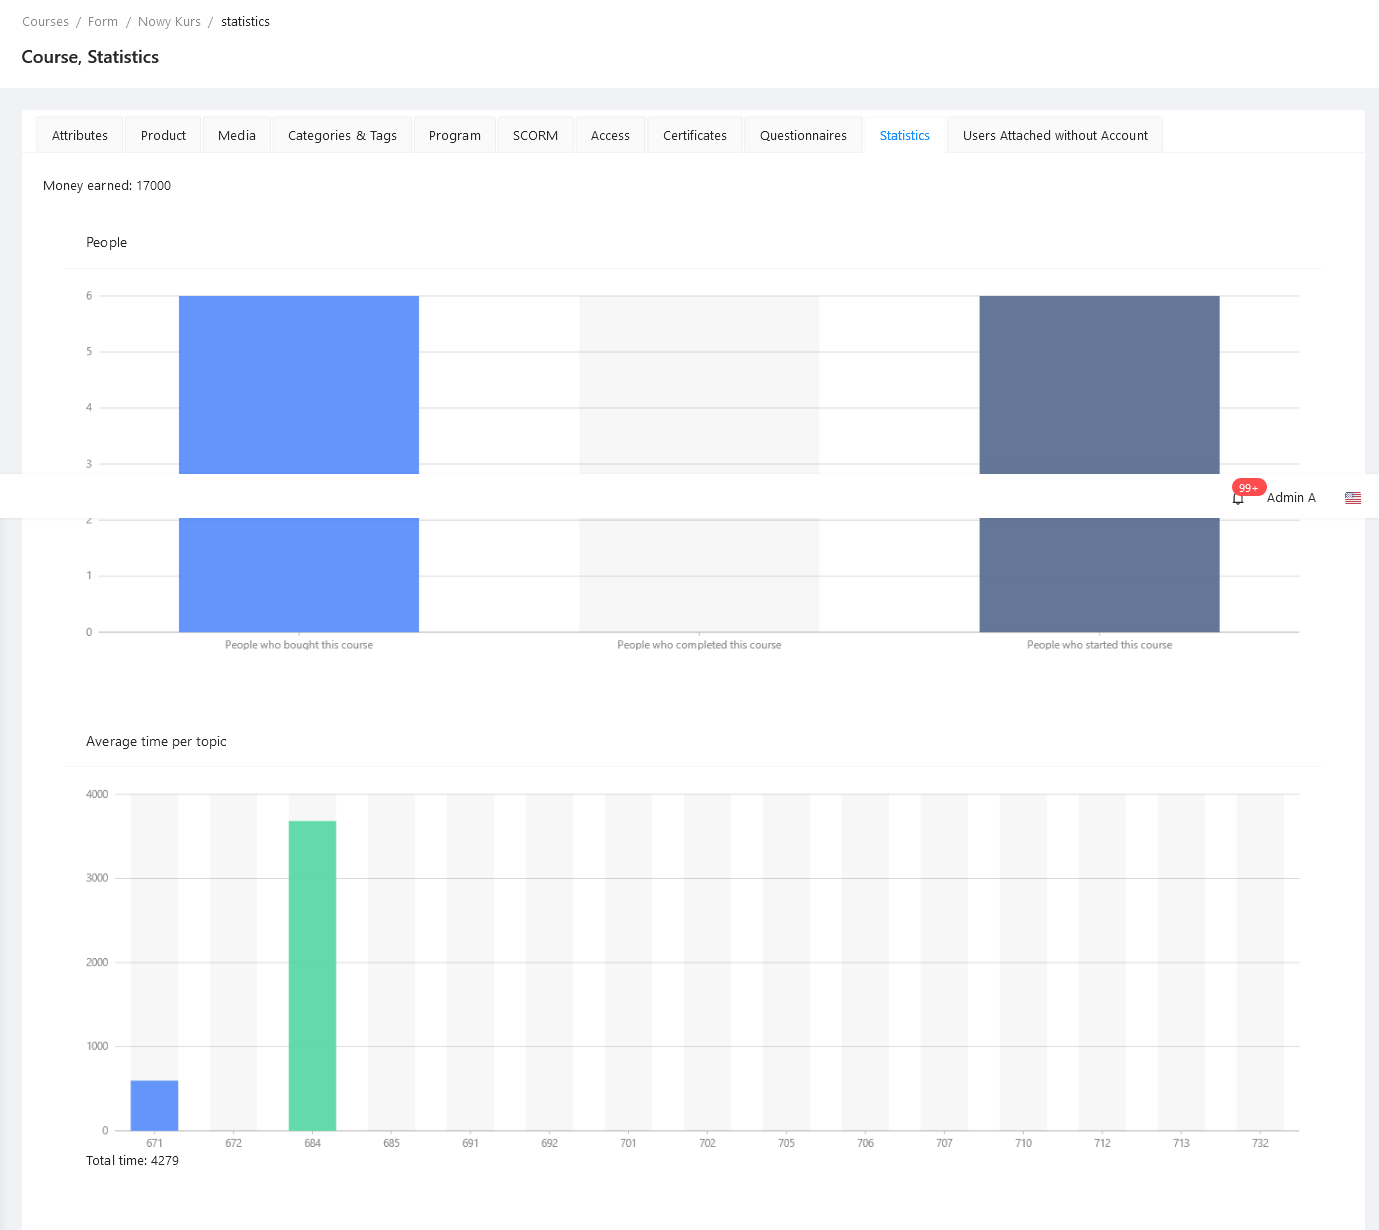 Courses / Form / Nowy Kurs / statistics
Course, Statistics
Attributes Product Media Categories & Tags Program SCORM Access Certificates Questionnaires Statistics Users Attached without Account
Money earned: 17000
People
6
5
4
3
99+ Admin A
2
1
0
People who bought this course People who completed this course People who started this course
Average time per topic
4000
3000
2000
1000
0
671 672 684 685 691 692 701 702 705 706 707 710 712 713 732
Total time: 4279